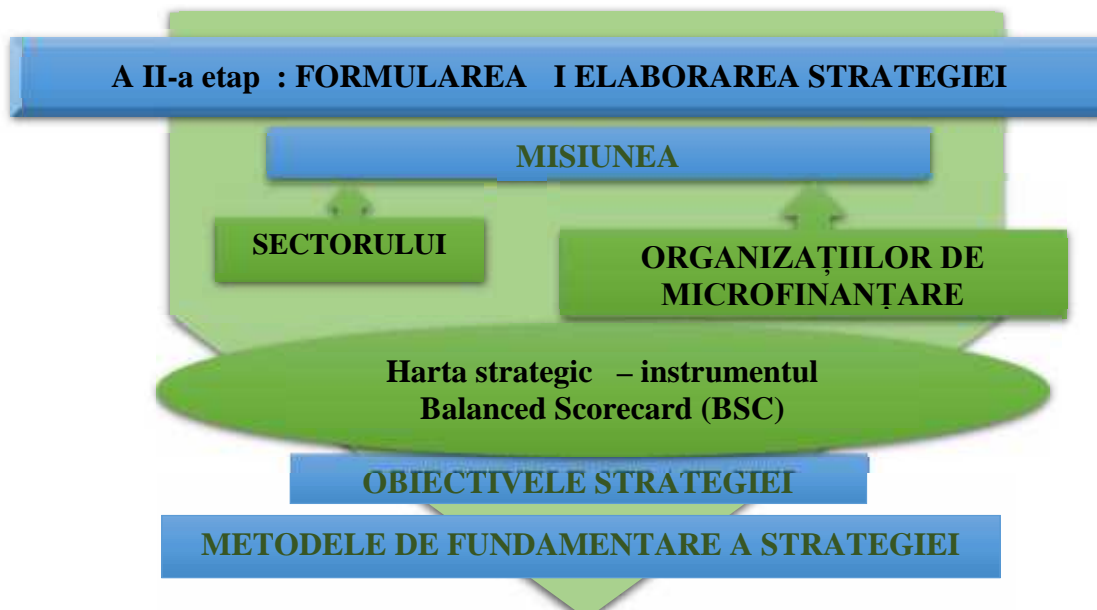 A II-a etap : FORMULAREA I ELABORAREA STRATEGIEI
MISIUNEA
SECTORULUI
ORGANIZAȚIILOR DE
MICROFINANȚARE
Harta strategic – instrumentul
Balanced Scorecard (BSC)
OBIECTIVELE STRATEGIEI
METODELE DE FUNDAMENTARE A STRATEGIEI